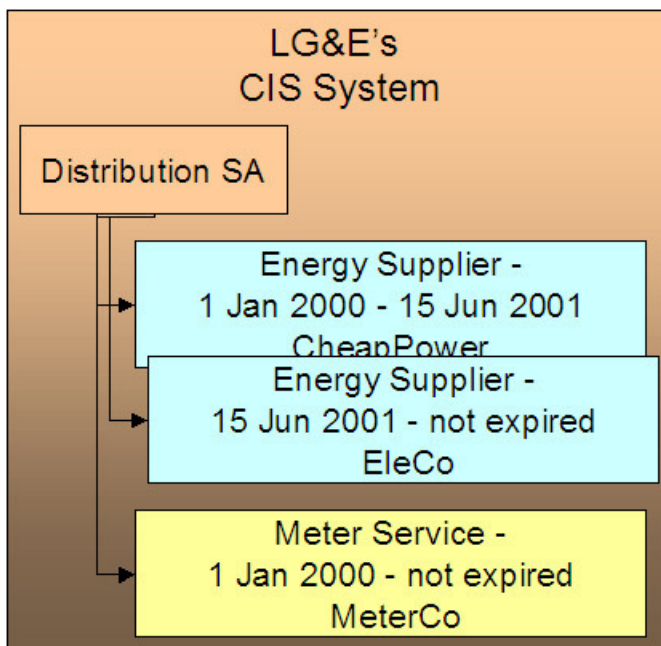 LG&E’s
CIS System
Distribution SA
Energy Supplier -
1 Jan 2000 - 15 Jun 2001
CheapPower
Energy Supplier -
15 Jun 2001 - not expired
EleCo
Meter Service -
1 Jan 2000 - not expired
MeterCo